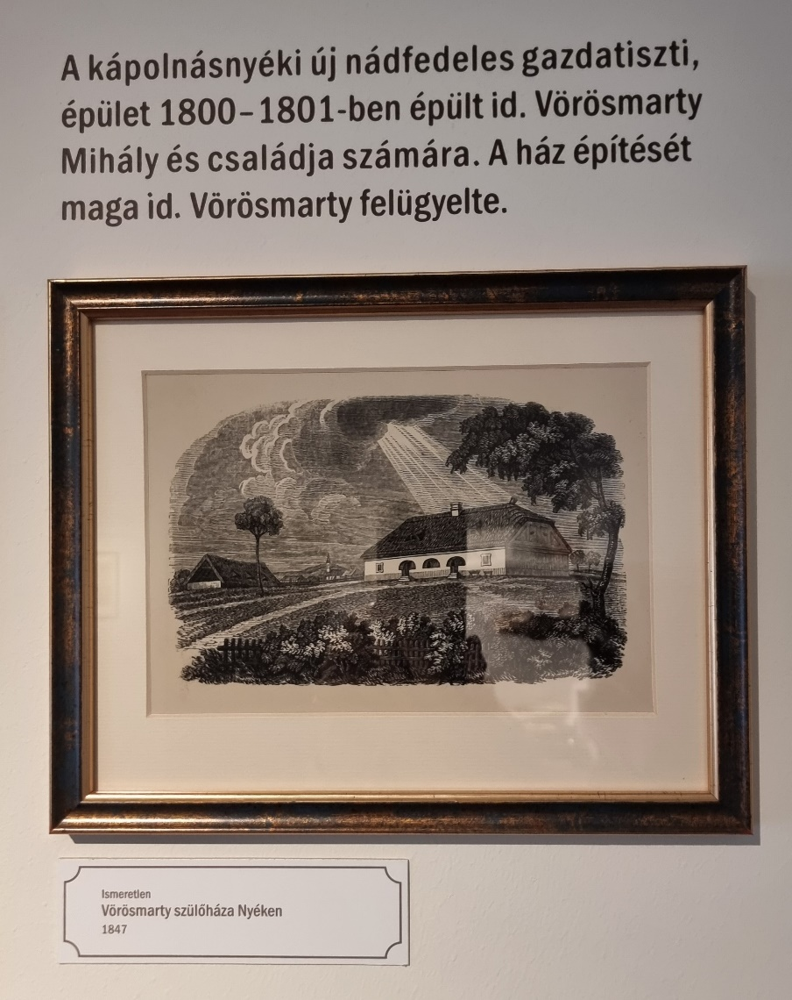 A kápolnásnyéki új nádfedeles gazdatiszti,
épület 1800–1801-ben épült id. Vörösmarty
Mihály és családja számára. A ház építését
maga id. Vörösmarty felügyelte.
Ismeretlen
Vörösmarty szülőháza Nyéken
1847